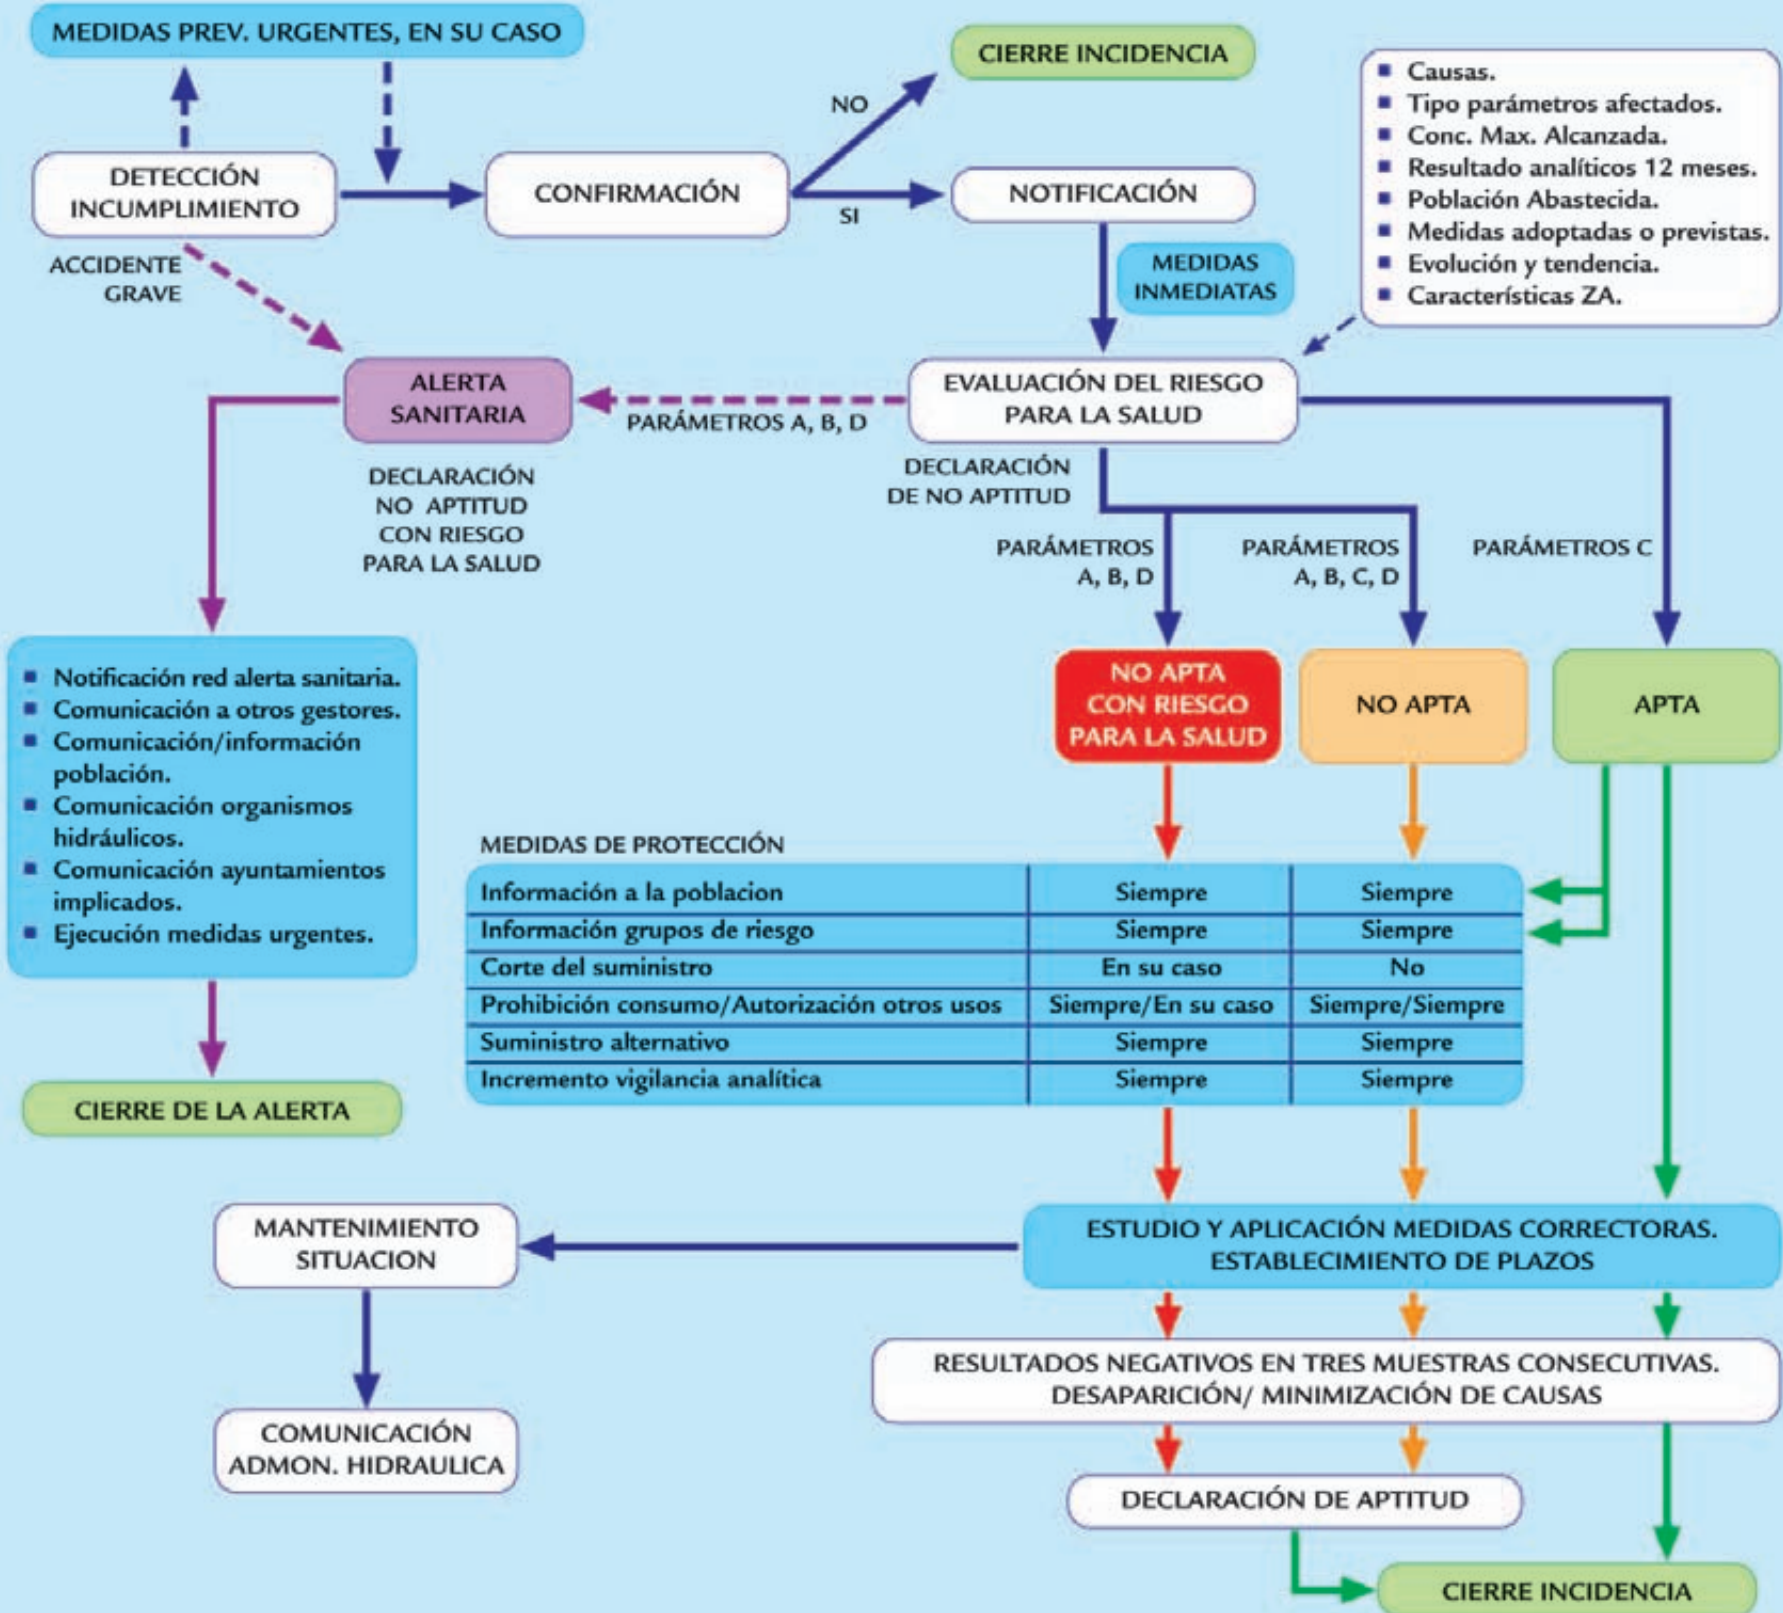 MEDIDAS PREV. URGENTES, EN SU CASO
CIERRE INCIDENCIA
NO
DETECCIÓN
INCUMPLIMIENTO
CONFIRMACIÓN
SI
NOTIFICACIÓN
■ Causas.
■ Tipo parámetros afectados.
■ Conc. Max. Alcanzada.
■ Resultado analíticos 12 meses.
■ Población Abastecida.
■ Medidas adoptadas o previstas.
■ Evolución y tendencia.
■ Características ZA.
ACCIDENTE
GRAVE
MEDIDAS
INMEDIATAS
ALERTA
SANITARIA
PARÁMETROS A, B, D
EVALUACIÓN DEL RIESGO
PARA LA SALUD
DECLARACIÓN
NO APTITUD
CON RIESGO
PARA LA SALUD
DECLARACIÓN
DE NO APTITUD
PARÁMETROS
A, B, D
PARÁMETROS
A, B, C, D
PARÁMETROS C
NO APTA
CON RIESGO
PARA LA SALUD
NO APTA
APTA
■ Notificación red alerta sanitaria.
■ Comunicación a otros gestores.
■ Comunicación/información
población.
■ Comunicación organismos
hidráulicos.
■ Comunicación ayuntamientos
implicados.
■ Ejecución medidas urgentes.
CIERRE DE LA ALERTA
MEDIDAS DE PROTECCIÓN
Información a la poblacion Siempre Siempre
Información grupos de riesgo Siempre Siempre
Corte del suministro En su caso No
Prohibición consumo/Autorización otros usos Siempre/En su caso Siempre/Siempre
Suministro alternativo Siempre Siempre
Incremento vigilancia analítica Siempre Siempre
MANTENIMIENTO
SITUACION
ESTUDIO Y APLICACIÓN MEDIDAS CORRECTORAS.
ESTABLECIMIENTO DE PLAZOS
COMUNICACIÓN
ADMON. HIDRAULICA
RESULTADOS NEGATIVOS EN TRES MUESTRAS CONSECUTIVAS.
DESAPARICIÓN/ MINIMIZACIÓN DE CAUSAS
DECLARACIÓN DE APTITUD
CIERRE INCIDENCIA